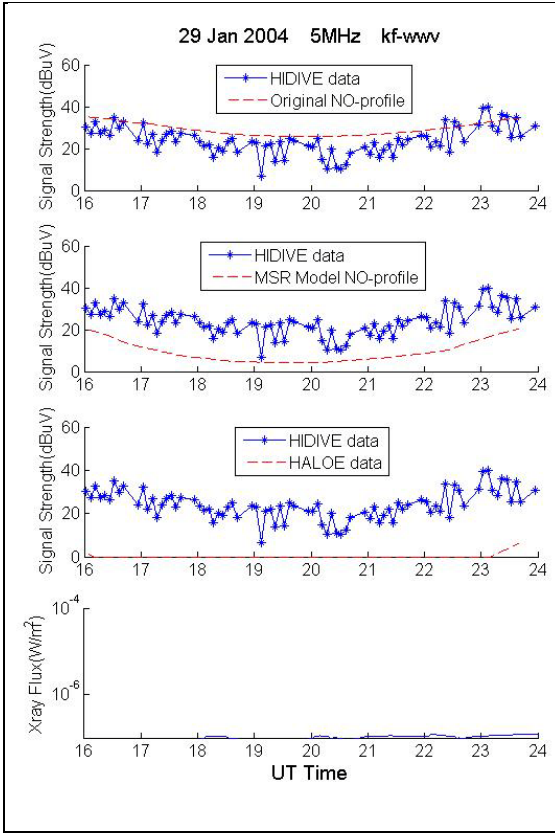 29 Jan 2004 5MHz kf-wwv
60
40
20
0
Signal Strength(dBuV)
HIDIVE data
Original NO-profile
16 17 18 19 20 21 22 23 24
60
40
20
0
Signal Strength(dBuV)
HIDIVE data
MSR Model NO-profile
16 17 18 19 20 21 22 23 24
60
40
20
0
Signal Strength(dBuV)
HIDIVE data
HALOE data
16 17 18 19 20 21 22 23 24
10⁻⁴
10⁻⁶
Xray Flux(W/m²)
16 17 18 19 20 21 22 23 24
UT Time